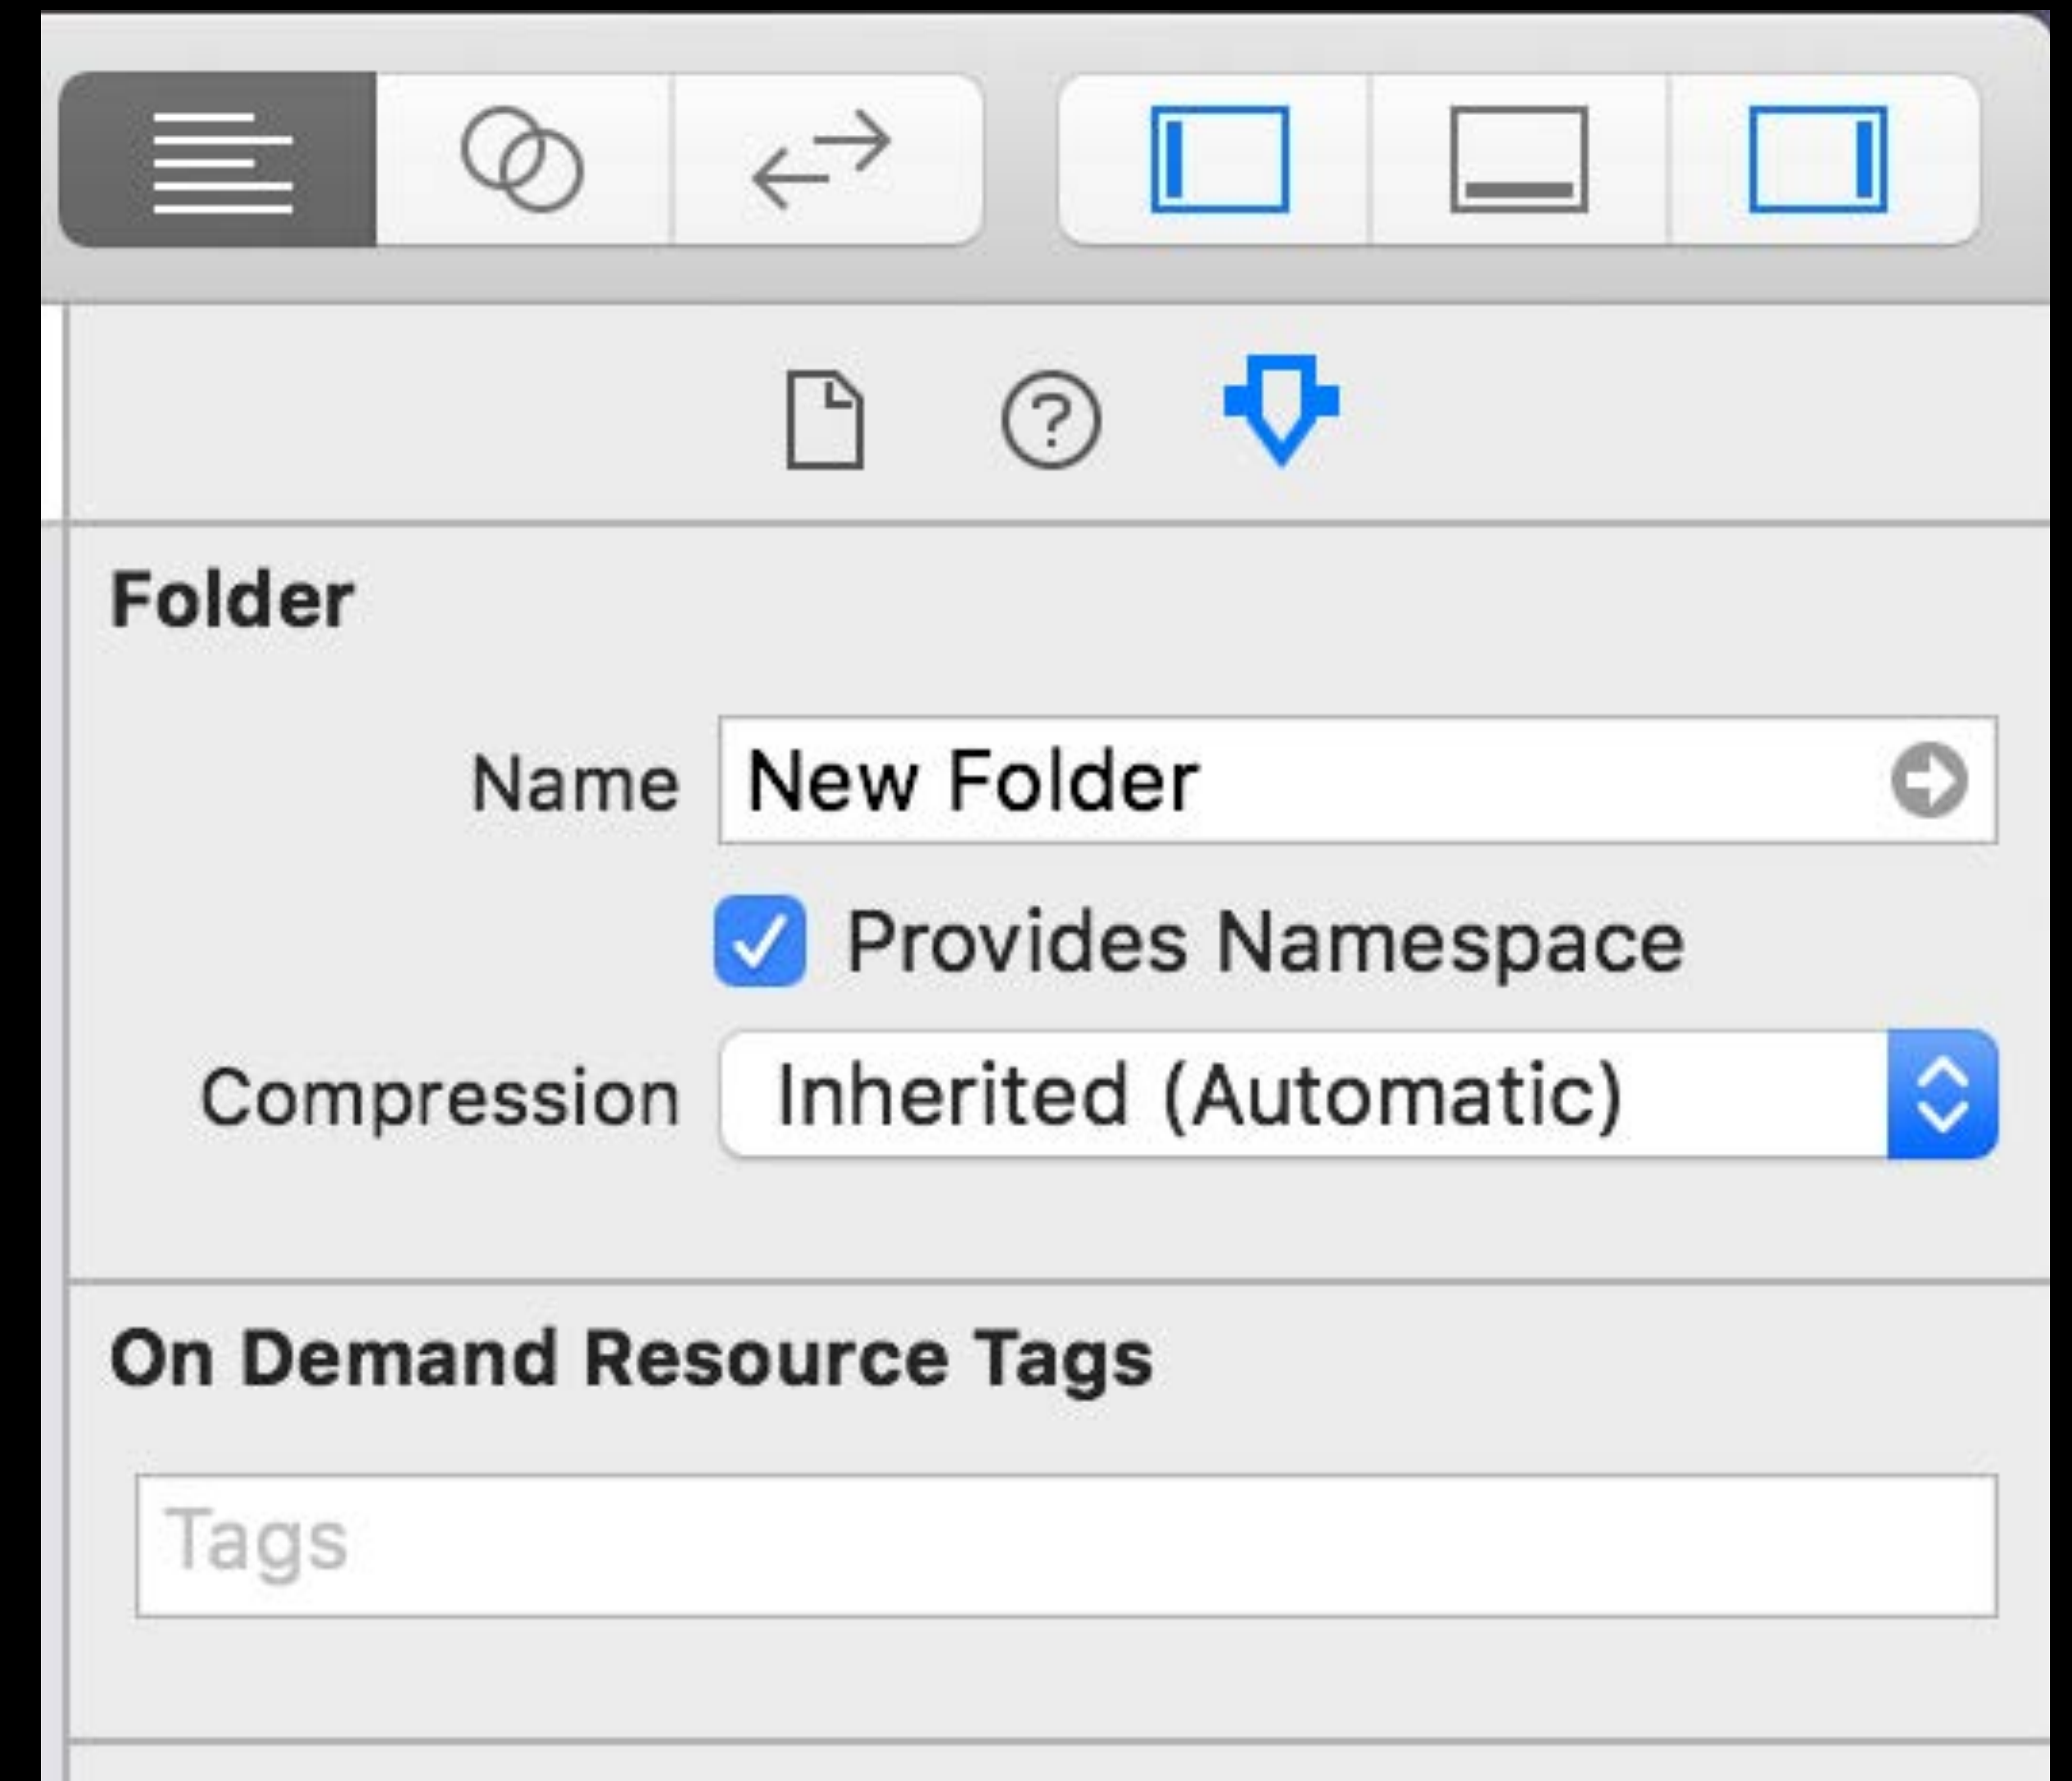 Folder
Name New Folder
Provides Namespace
Compression Inherited (Automatic)
On Demand Resource Tags
Tags